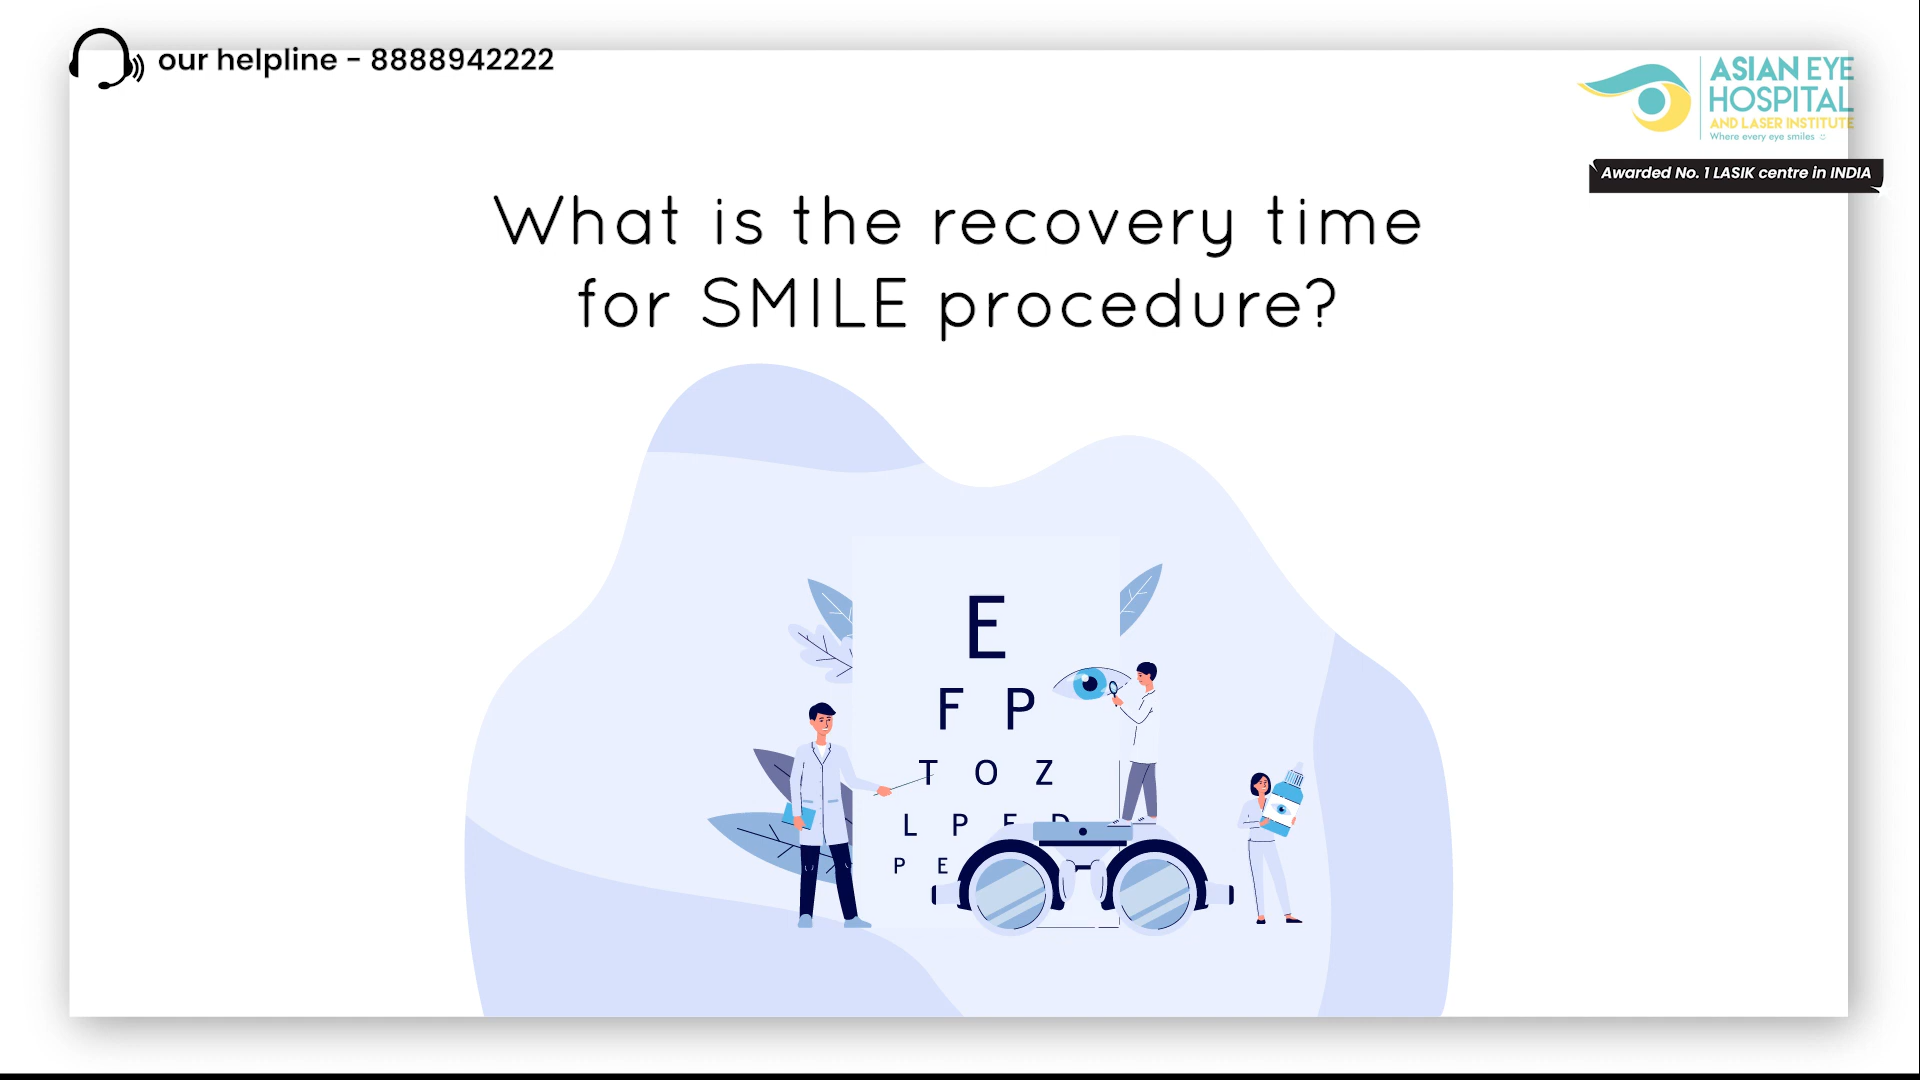 our helpline - 8888942222
ASIAN EYE
HOSPITAL
AND LASER INSTITUTE
Where every eye smiles
Awarded No. 1 LASIK centre in INDIA
What is the recovery time
for SMILE procedure?
E
F P
T O Z
L P E D
P E